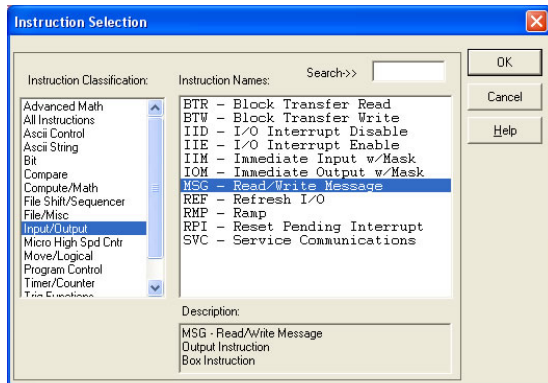 Instruction Selection
Instruction Classification:
Advanced Math
All Instructions
Ascii Control
Ascii String
Bit
Compare
Compute/Math
File Shift/Sequencer
File/Misc
Input/Output
Micro High Spd Cntr
Move/Logical
Program Control
Timer/Counter
Trig Functions
Instruction Names:
Search->>
BTR - Block Transfer Read
BTW - Block Transfer Write
IID - I/O Interrupt Disable
IIE - I/O Interrupt Enable
IIM - Immediate Input w/Mask
IOM - Immediate Output w/Mask
MSG - Read/Write Message
REF - Refresh I/O
RMP - Ramp
RPI - Reset Pending Interrupt
SVC - Service Communications
Description:
MSG - Read/Write Message
Output Instruction
Box Instruction
OK
Cancel
Help